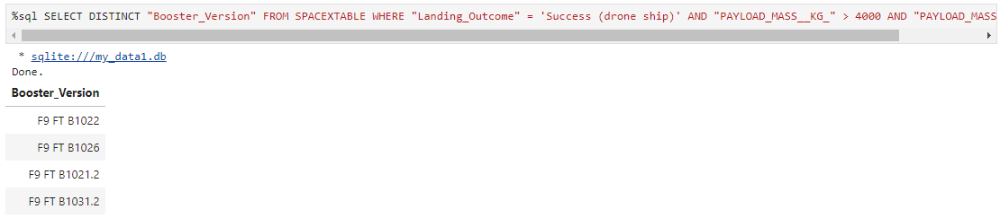 %sql SELECT DISTINCT "Booster_Version" FROM SPACEXTABLE WHERE "Landing_Outcome" = 'Success (drone ship)' AND "PAYLOAD_MASS__KG_" > 4000 AND "PAYLOAD_MASS
* sqlite:///my_data1.db
Done.
Booster_Version
F9 FT B1022
F9 FT B1026
F9 FT B1021.2
F9 FT B1031.2